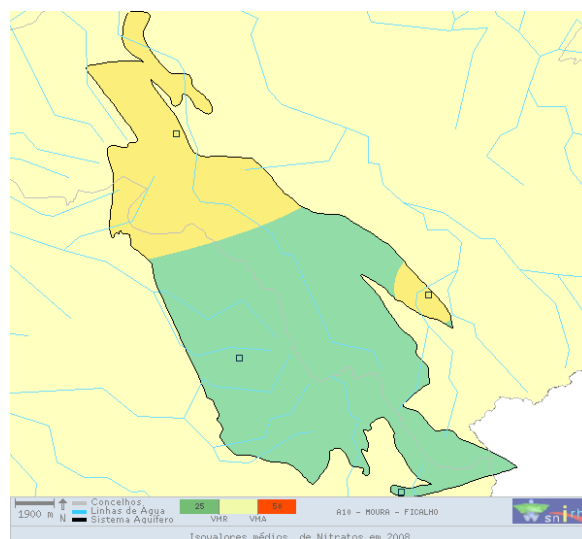 Concelhos
Linhas de Água
Sistema Aquífero
1900 m
N
25
50
VMR
VMA
A10 - MOURA - FICALHO
snirh
Isovalores médios de Nitratos em 2008